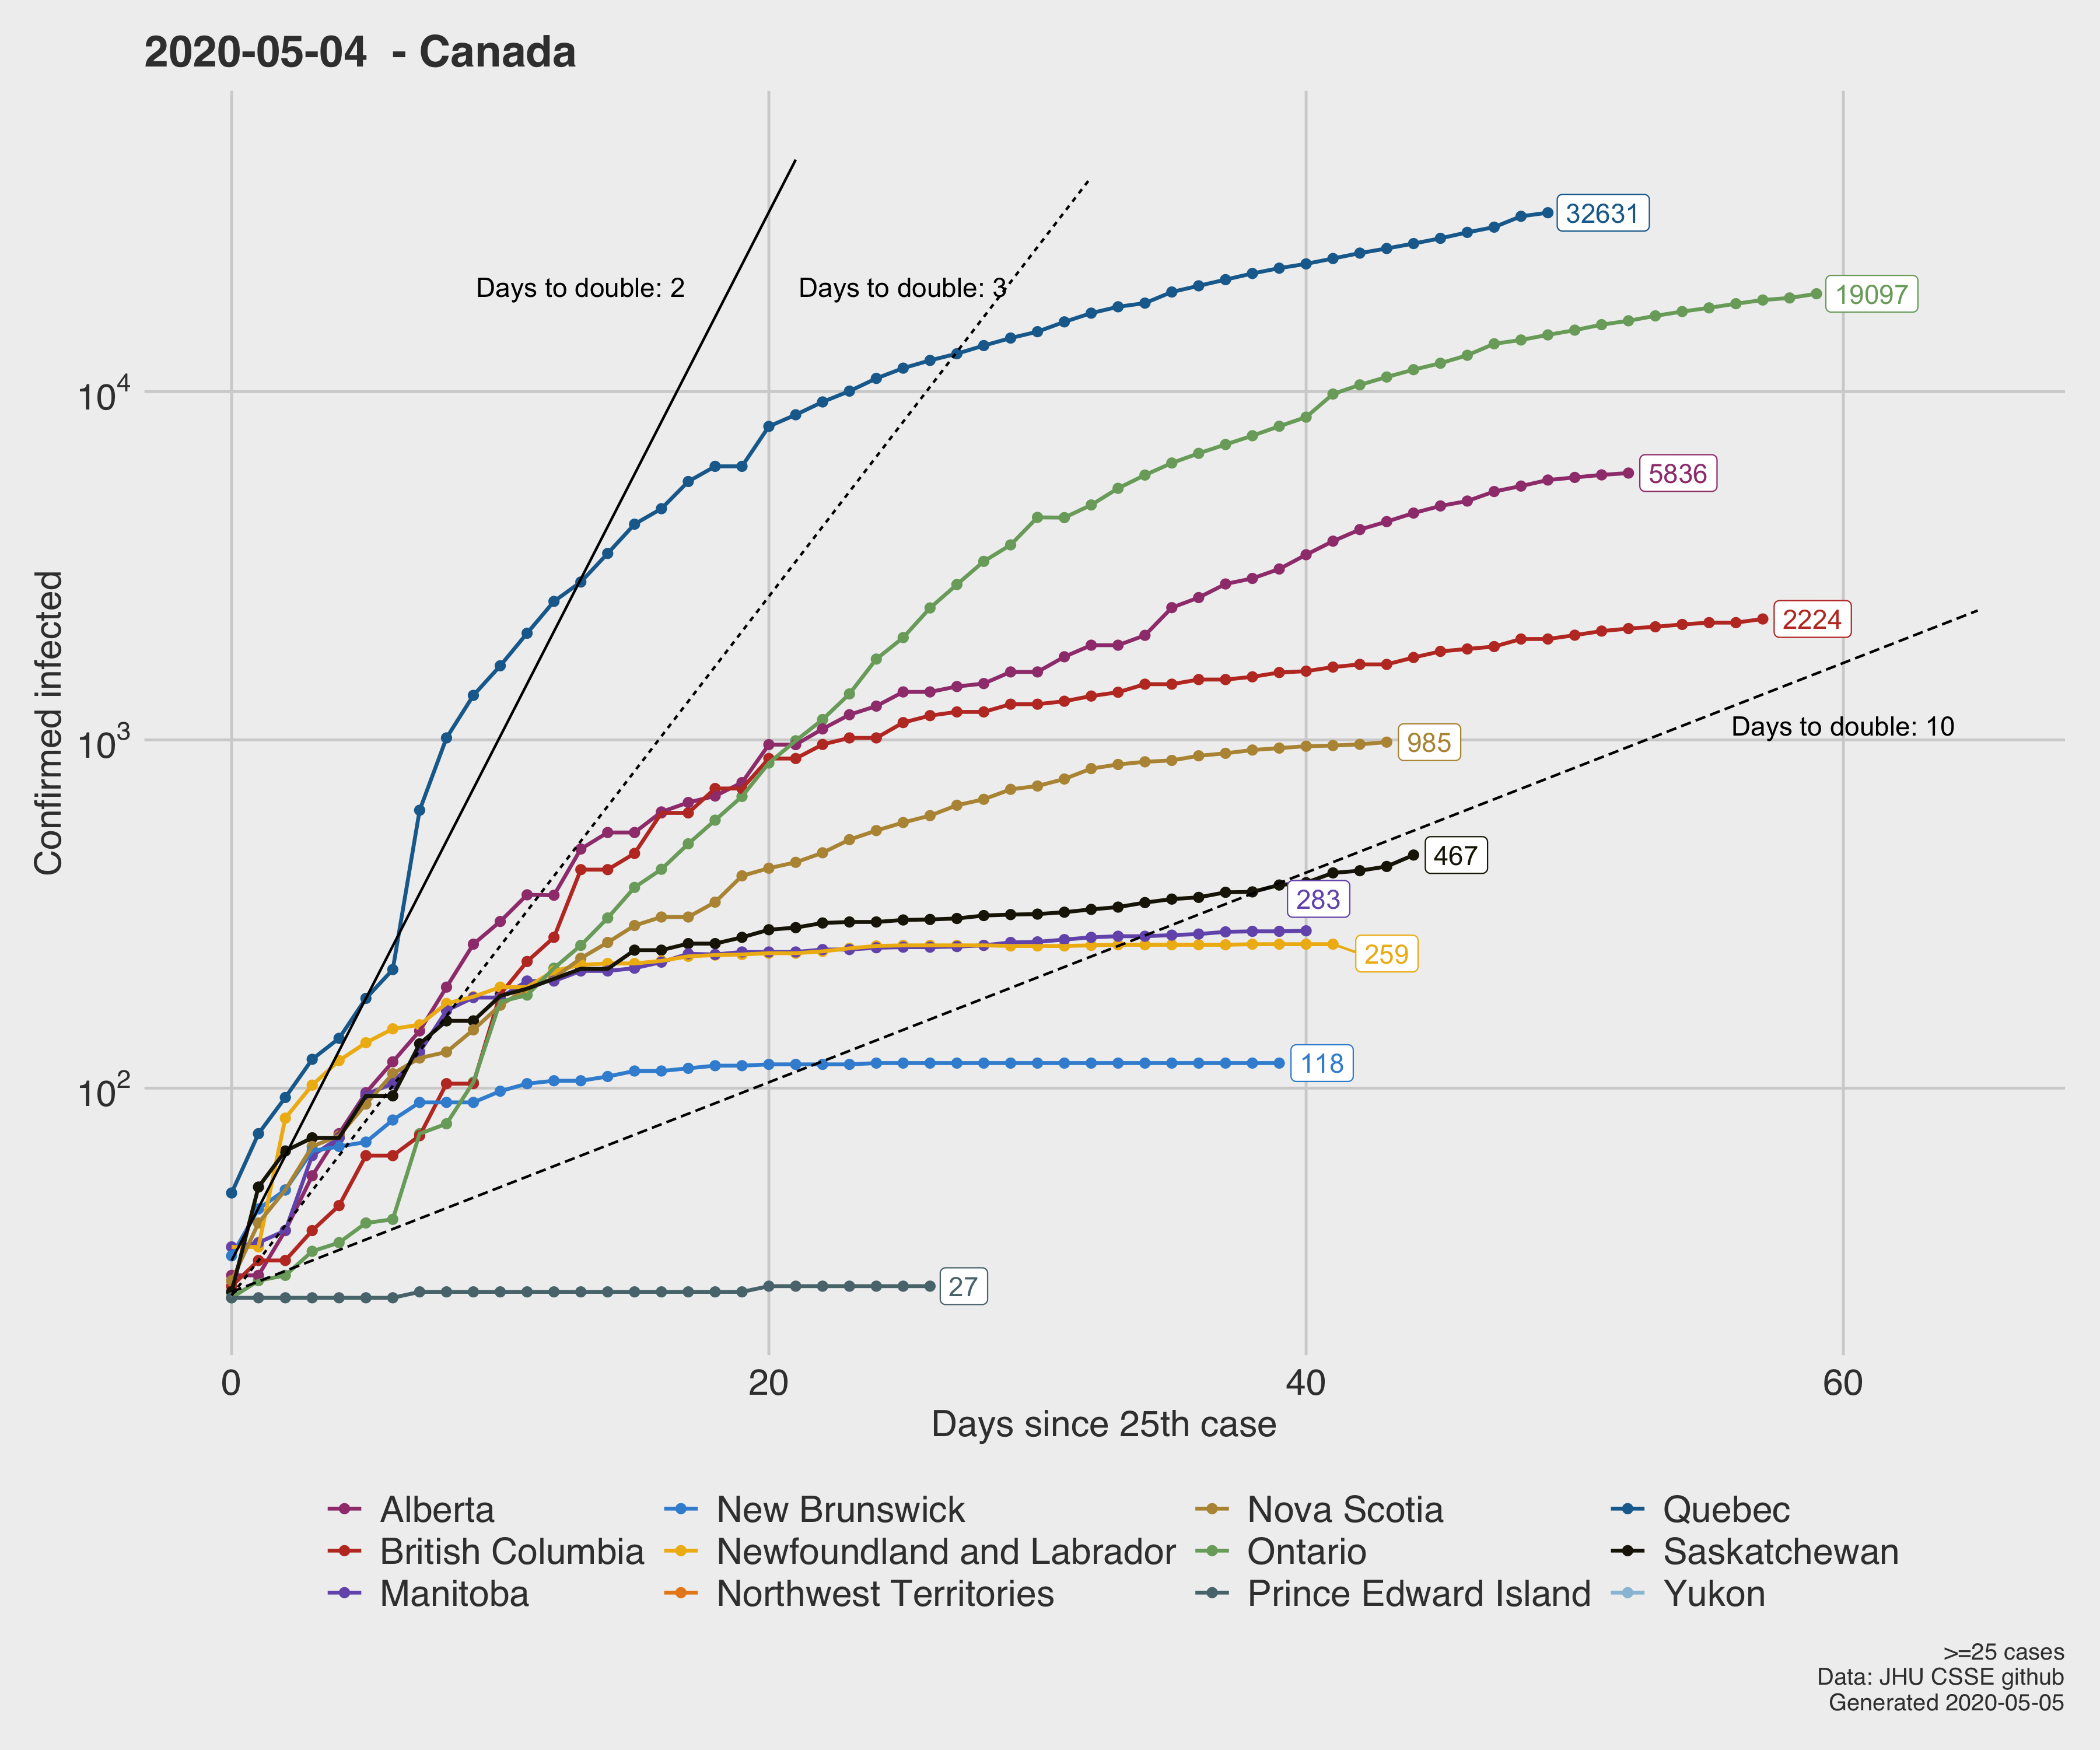 2020-05-04 - Canada
Days to double: 2
Days to double: 3
Days to double: 10
32631
19097
5836
2224
985
467
283
259
118
27
10^4
10^3
10^2
Confirmed infected
0 20 40 60
Days since 25th case
Alberta New Brunswick Nova Scotia Quebec
British Columbia Newfoundland and Labrador Ontario Saskatchewan
Manitoba Northwest Territories Prince Edward Island Yukon
>=25 cases
Data: JHU CSSE github
Generated 2020-05-05